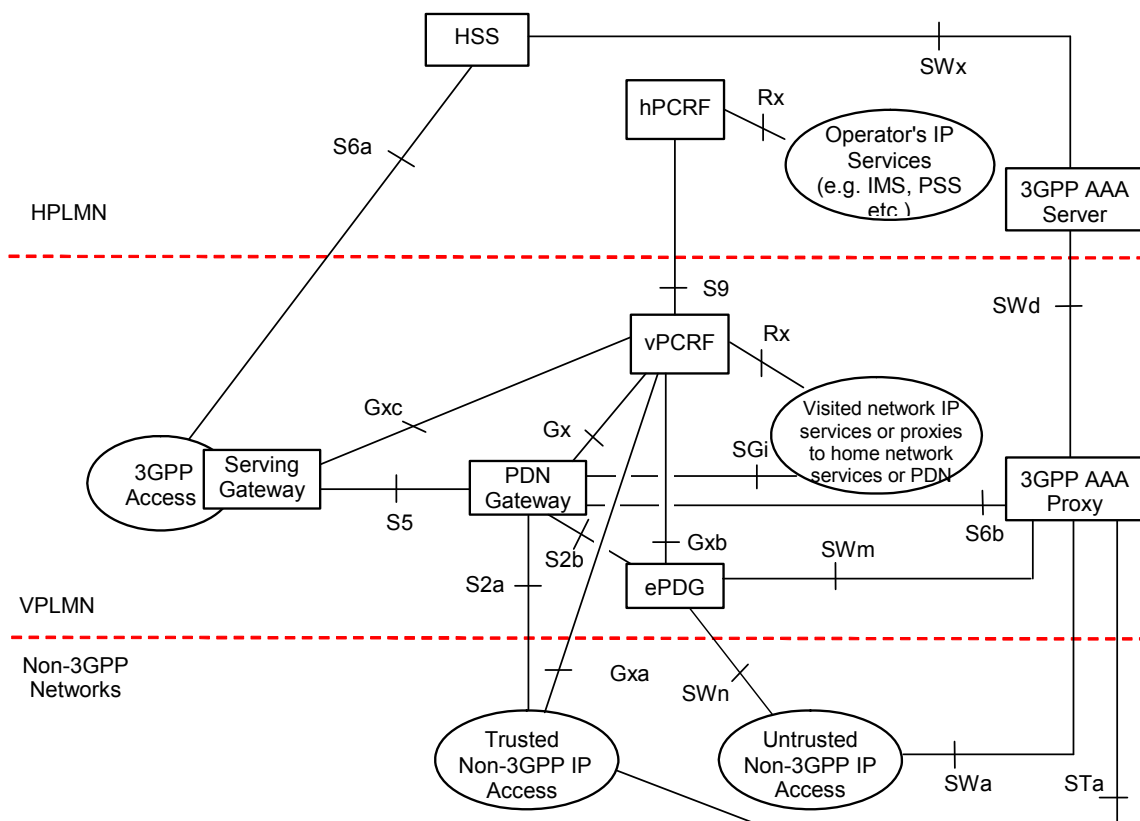 HSS
SWx
hPCRF
Rx
Operator's IP
Services
(e.g. IMS, PSS
etc.)
S6a
3GPP AAA
Server
HPLMN
S9
SWd
vPCRF
Rx
Gxc
Gx
Visited network IP
services or proxies
to home network
services or PDN
SGi
3GPP
Access
Serving
Gateway
PDN
Gateway
3GPP AAA
Proxy
S5
S6b
S2b
Gxb
SWm
S2a
ePDG
VPLMN
Non-3GPP
Networks
Gxa
SWn
Trusted
Non-3GPP IP
Access
Untrusted
Non-3GPP IP
Access
SWa
STa